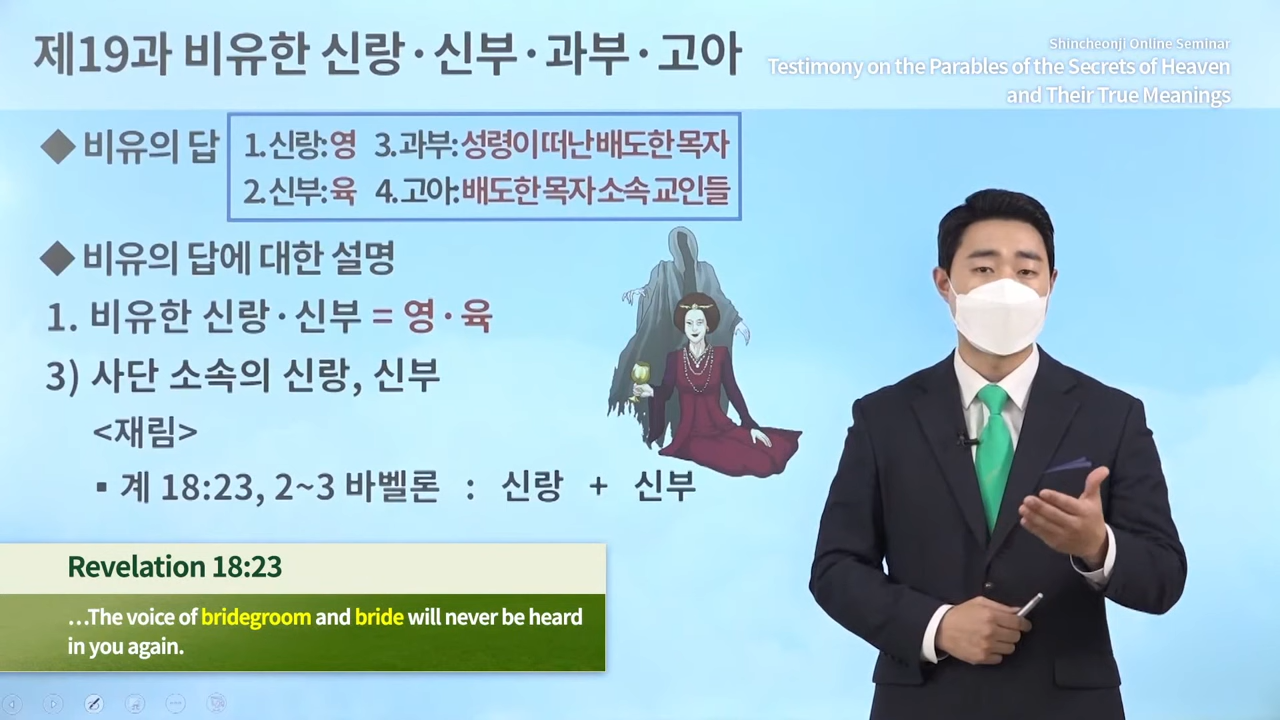 제19과 비유한 신랑·신부·과부·고아
Shincheonji Online Seminar
Testimony on the Parables of the Secrets of Heaven
and Their True Meanings
◆ 비유의 답
1. 신랑: 영 3. 과부: 성령이 떠난 배도한 목자
2. 신부: 육 4. 고아: 배도한 목자 소속 교인들
◆ 비유의 답에 대한 설명
1. 비유한 신랑·신부 = 영·육
3) 사단 소속의 신랑, 신부
<재림>
▪ 계 18:23, 2~3 바벨론 : 신랑 + 신부
Revelation 18:23
…The voice of bridegroom and bride will never be heard
in you again.